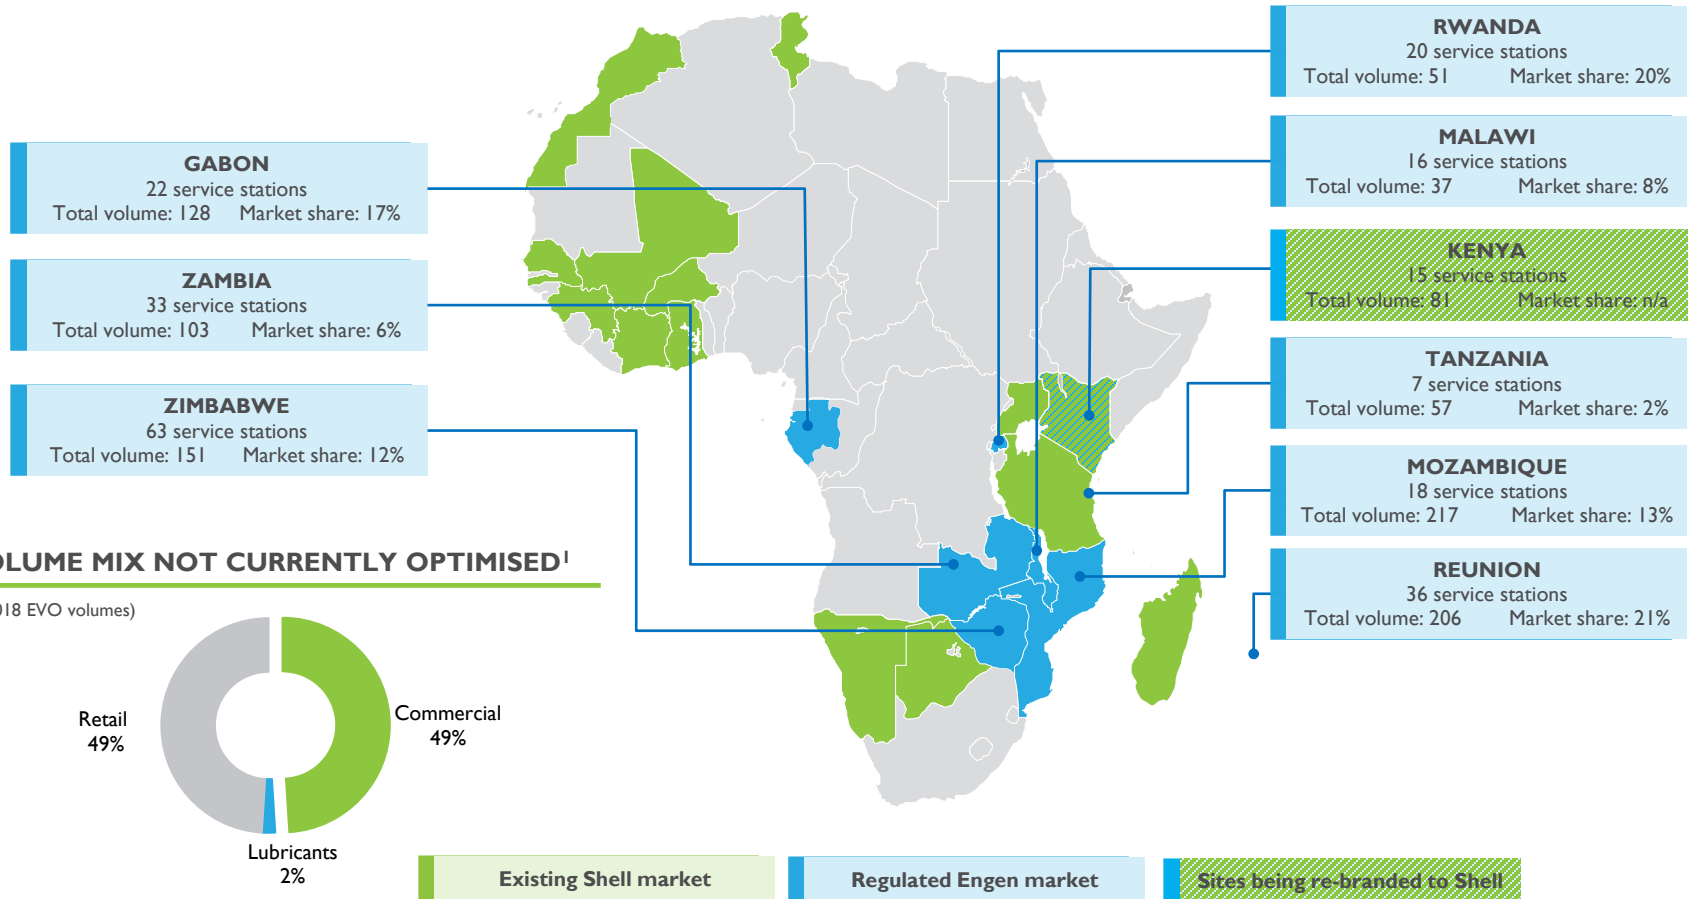 GABON
22 service stations
Total volume: 128 Market share: 17%
ZAMBIA
33 service stations
Total volume: 103 Market share: 6%
ZIMBABWE
63 service stations
Total volume: 151 Market share: 12%
RWANDA
20 service stations
Total volume: 51 Market share: 20%
MALAWI
16 service stations
Total volume: 37 Market share: 8%
KENYA
15 service stations
Total volume: 81 Market share: n/a
TANZANIA
7 service stations
Total volume: 57 Market share: 2%
MOZAMBIQUE
18 service stations
Total volume: 217 Market share: 13%
REUNION
36 service stations
Total volume: 206 Market share: 21%
OLUME MIX NOT CURRENTLY OPTIMISED¹
018 EVO volumes)
Retail
49%
Commercial
49%
Lubricants
2%
Existing Shell market
Regulated Engen market
Sites being re-branded to Shell